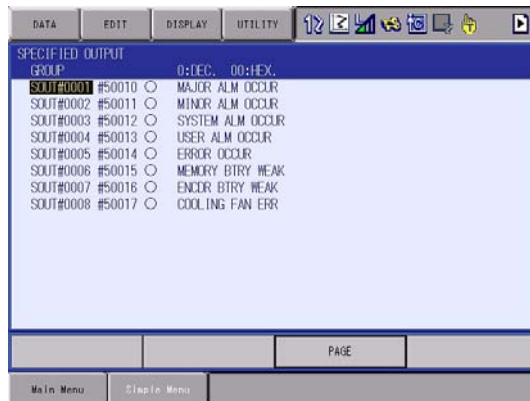 DATA EDIT DISPLAY UTILITY
SPECIFIED OUTPUT
GROUP 0:DEC. 00:HEX.
SOUT#0001 #50010 ○ MAJOR ALM OCCUR
SOUT#0002 #50011 ○ MINOR ALM OCCUR
SOUT#0003 #50012 ○ SYSTEM ALM OCCUR
SOUT#0004 #50013 ○ USER ALM OCCUR
SOUT#0005 #50014 ○ ERROR OCCUR
SOUT#0006 #50015 ○ MEMORY BTRY WEAK
SOUT#0007 #50016 ○ ENCDR BTRY WEAK
SOUT#0008 #50017 ○ COOLING FAN ERR
PAGE
Main Menu Simple Menu